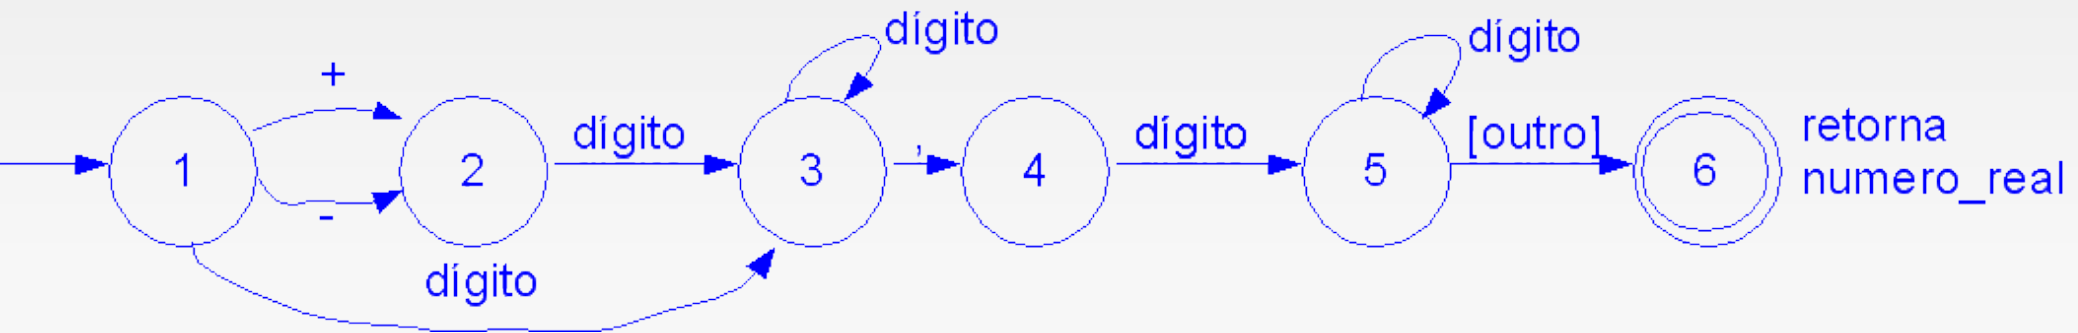 dígito
dígito
+
dígito
,
dígito
[outro]
retorna
1
2
3
4
5
6
numero_real
-
dígito